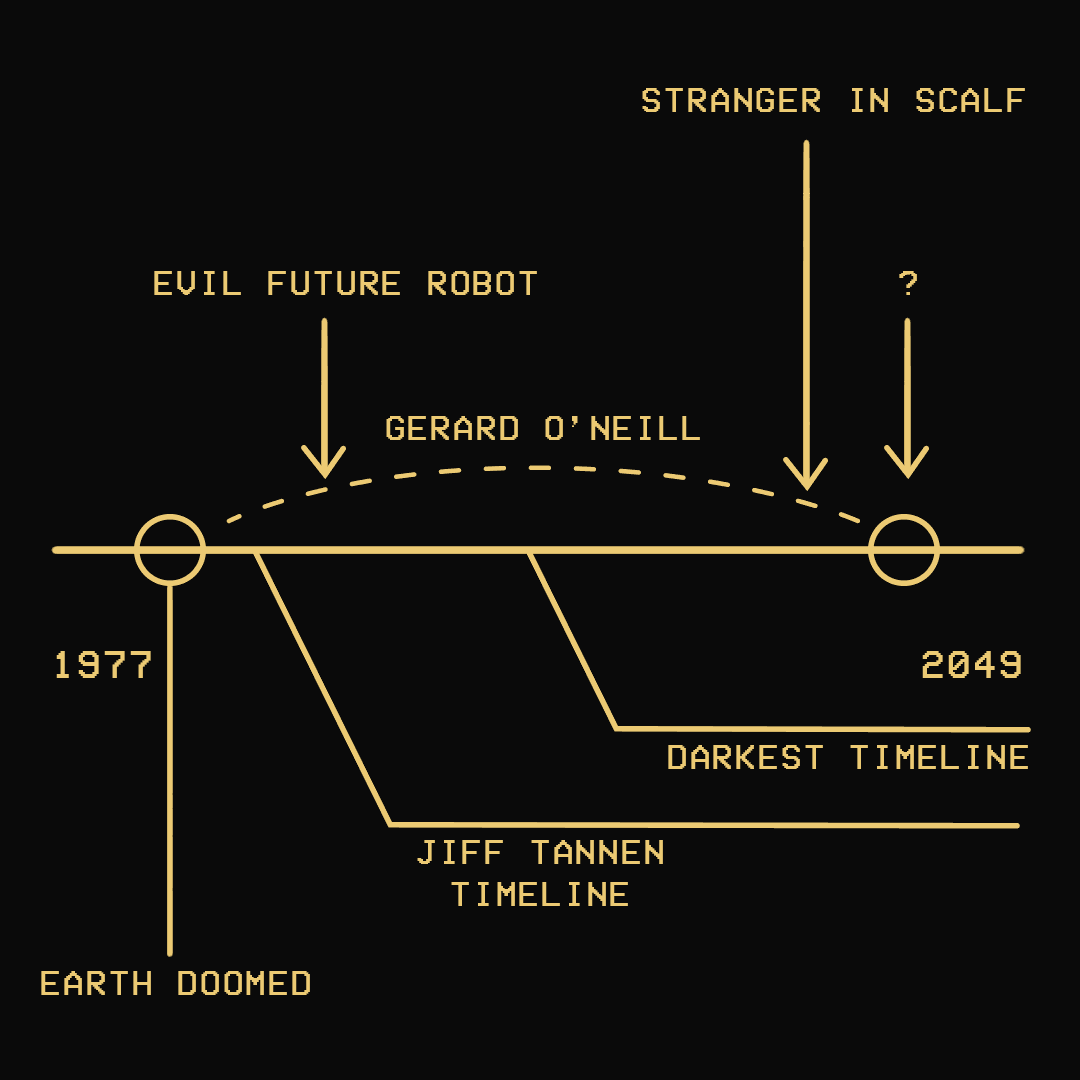 STRANGER IN SCALF
EVIL FUTURE ROBOT
?
GERARD O'NEILL
1977
2049
DARKEST TIMELINE
JIFF TANNEN
TIMELINE
EARTH DOOMED